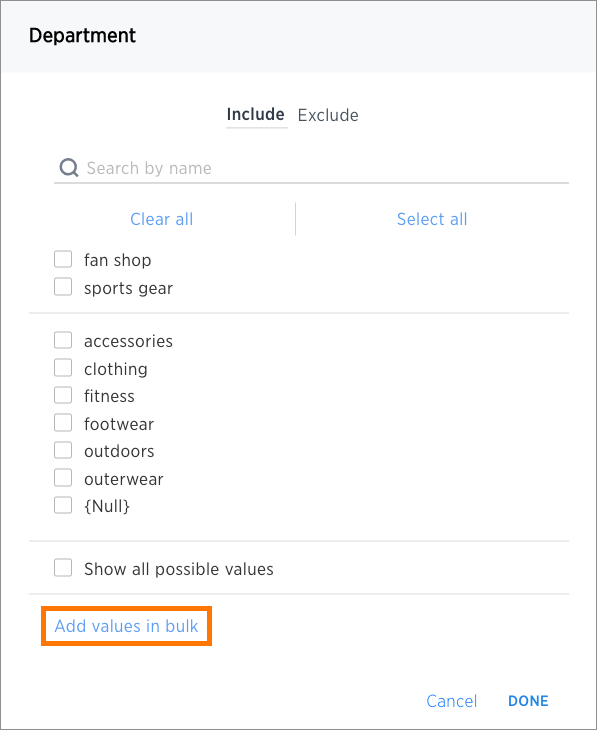 Department
Include Exclude
Search by name
Clear all Select all
fan shop
sports gear
accessories
clothing
fitness
footwear
outdoors
outerwear
{Null}
Show all possible values
Add values in bulk
Cancel DONE